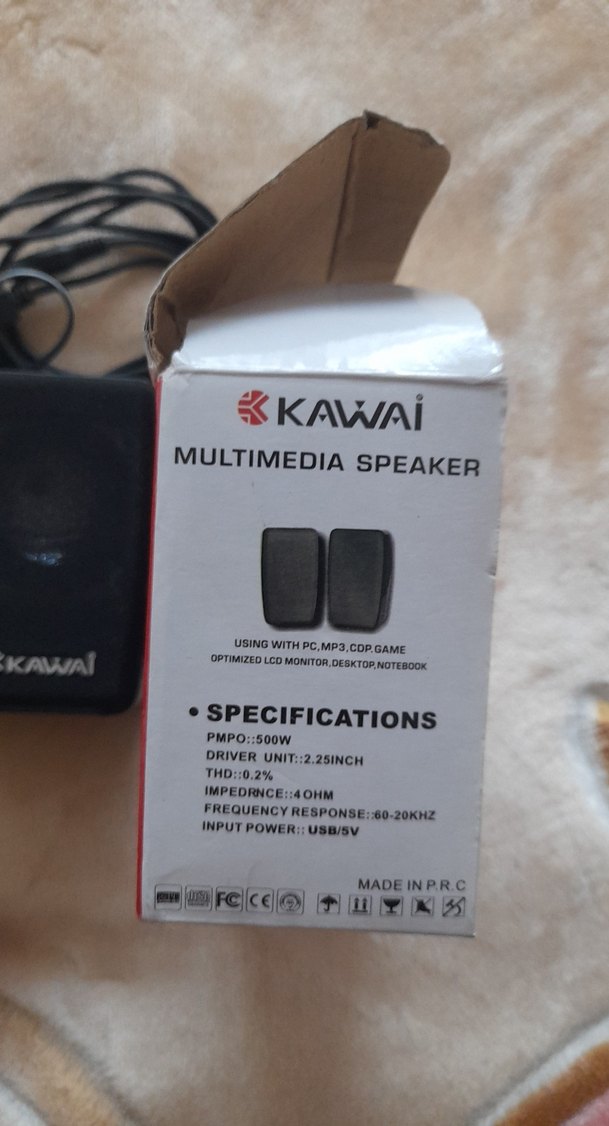 KAWAI
MULTIMEDIA SPEAKER
USING WITH PC,MP3,CDP.GAME
OPTIMIZED LCD MONITOR,DESKTOP,NOTEBOOK
• SPECIFICATIONS
PMPO::500W
DRIVER UNIT::2.25INCH
THD::0.2%
IMPEDRNCE::4OHM
FREQUENCY RESPONSE::60-20KHZ
INPUT POWER:: USB/5V
MADE IN P.R.C
FC CE
KAWAI